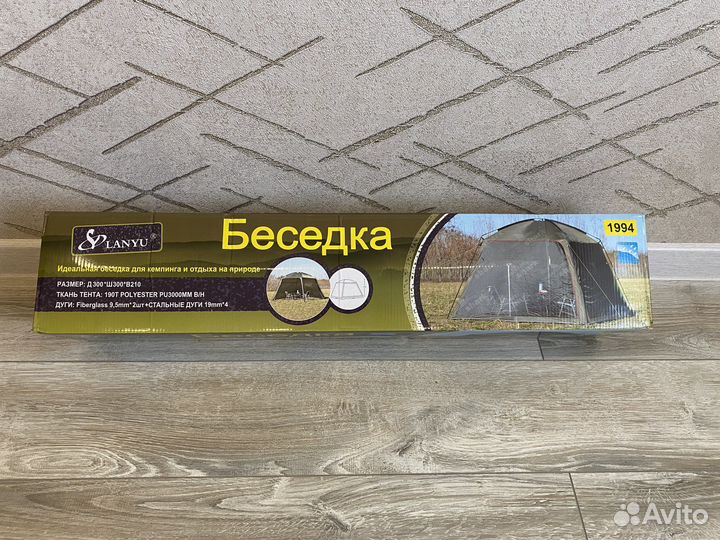 LANYU®
Беседка
1994
Идеальная беседка для кемпинга и отдыха на природе
РАЗМЕР: Д300*Ш300*В210
ТКАНЬ ТЕНТА: 190T POLYESTER PU3000MM В/Н
ДУГИ: Fiberglass 9,5mm*2шт+СТАЛЬНЫЕ ДУГИ 19mm*4
Avito